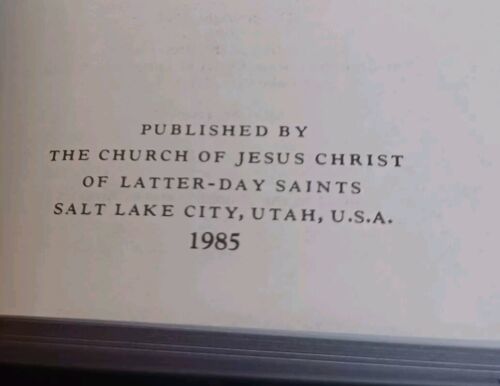 PUBLISHED BY
THE CHURCH OF JESUS CHRIST
OF LATTER-DAY SAINTS
SALT LAKE CITY, UTAH, U.S.A.
1985